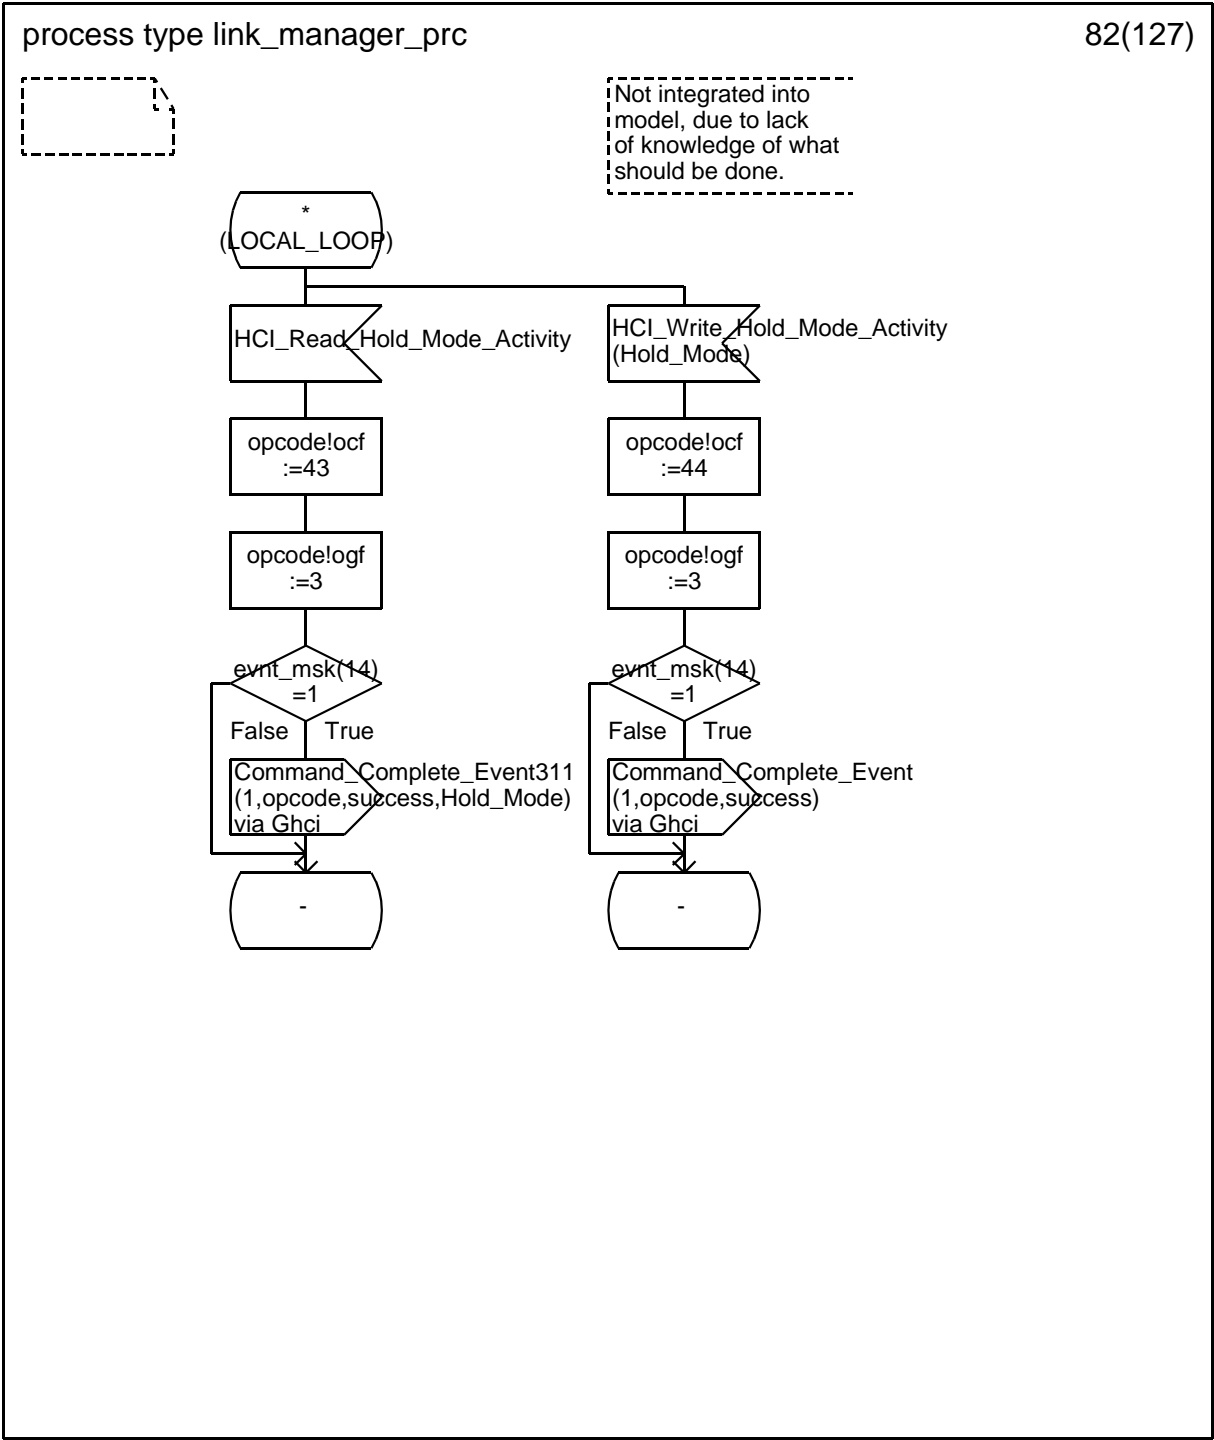 process type link_manager_prc
82(127)
Not integrated into
model, due to lack
of knowledge of what
should be done.
*
(LOCAL_LOOP)
HCI_Read_Hold_Mode_Activity
HCI_Write_Hold_Mode_Activity
(Hold_Mode)
opcode!ocf
:=43
opcode!ocf
:=44
opcode!ogf
:=3
opcode!ogf
:=3
evnt_msk(14)
=1
evnt_msk(14)
=1
False
True
False
True
Command_Complete_Event311
(1,opcode,success,Hold_Mode)
via Ghci
Command_Complete_Event
(1,opcode,success)
via Ghci
-
-